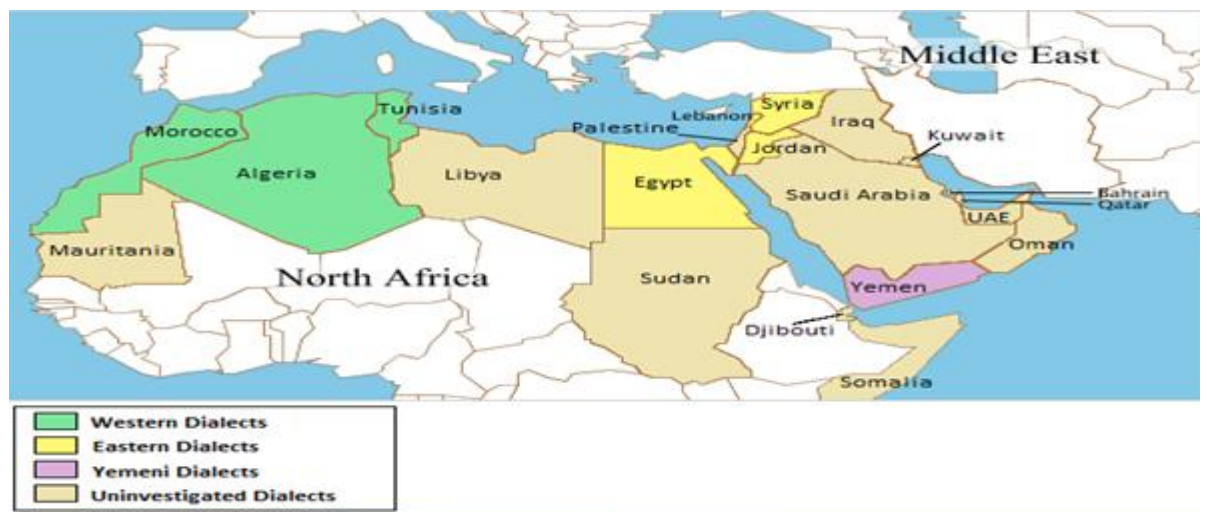 Middle East
Tunisia
Syria
Lebanon
Morocco
Palestine
Iraq
Kuwait
Jordan
Algeria
Libya
Egypt
Saudi Arabia
Bahrain
Qatar
UAE
Mauritania
Oman
North Africa
Sudan
Yemen
Djibouti
Somalia
Western Dialects
Eastern Dialects
Yemeni Dialects
Uninvestigated Dialects